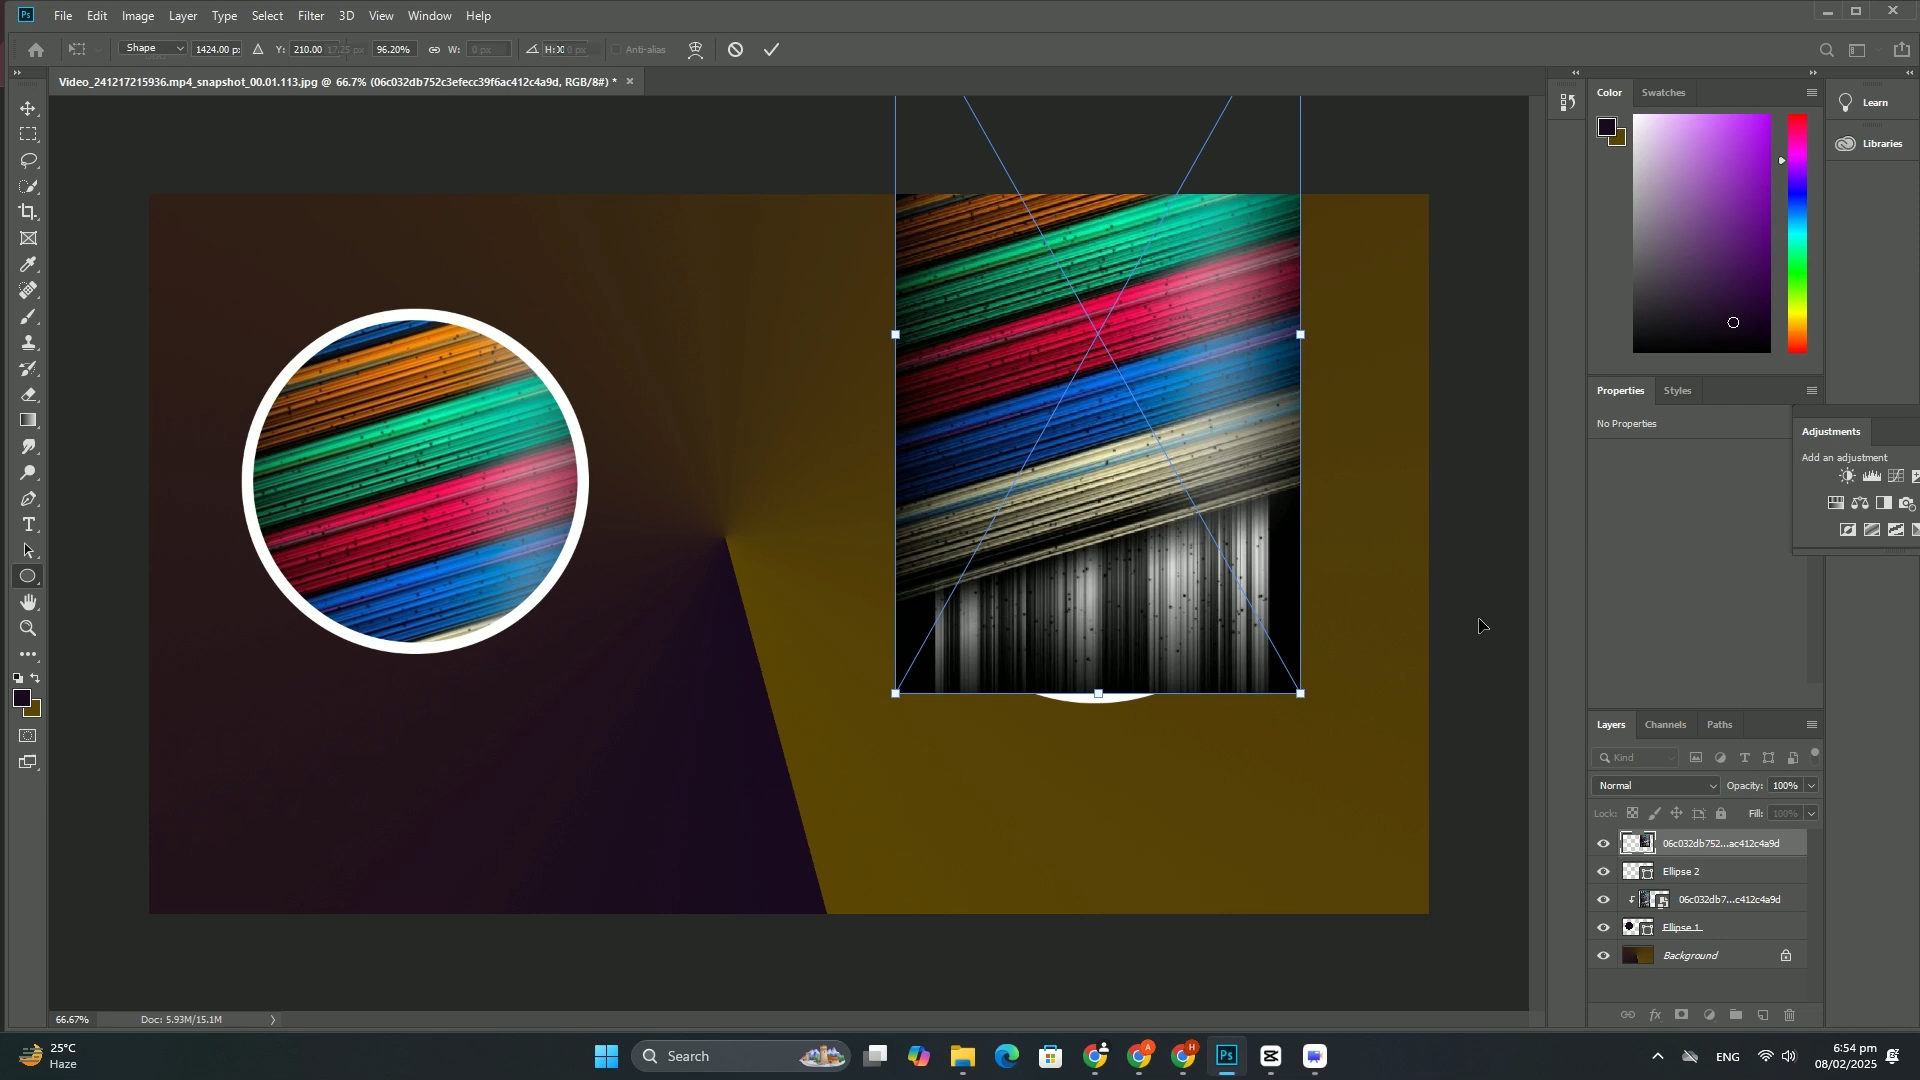 Ps File Edit Image Layer Type Select Filter 3D View Window Help
Shape 1424.00 p Y: 210.00 96.20% W: 0 px H: Anti-alias
Video_241217215936.mp4_snapshot_00.01.113.jpg @ 66.7% (06c032db752c3efecc39f6ac412c4a9d, RGB/8#) *
Color Swatches
Learn
Libraries
Properties Styles
No Properties
Adjustments
Add an adjustment
Layers Channels Paths
Kind
Normal Opacity: 100%
Lock: Fill: 100%
06c032db752...ac412c4a9d
Ellipse 2
06c032db7...c412c4a9d
Ellipse 1
Background
66.67% Doc: 5.93M/15.1M
25°C
Haze
Search
A
H
Ps
ENG
6:54 pm
08/02/2025